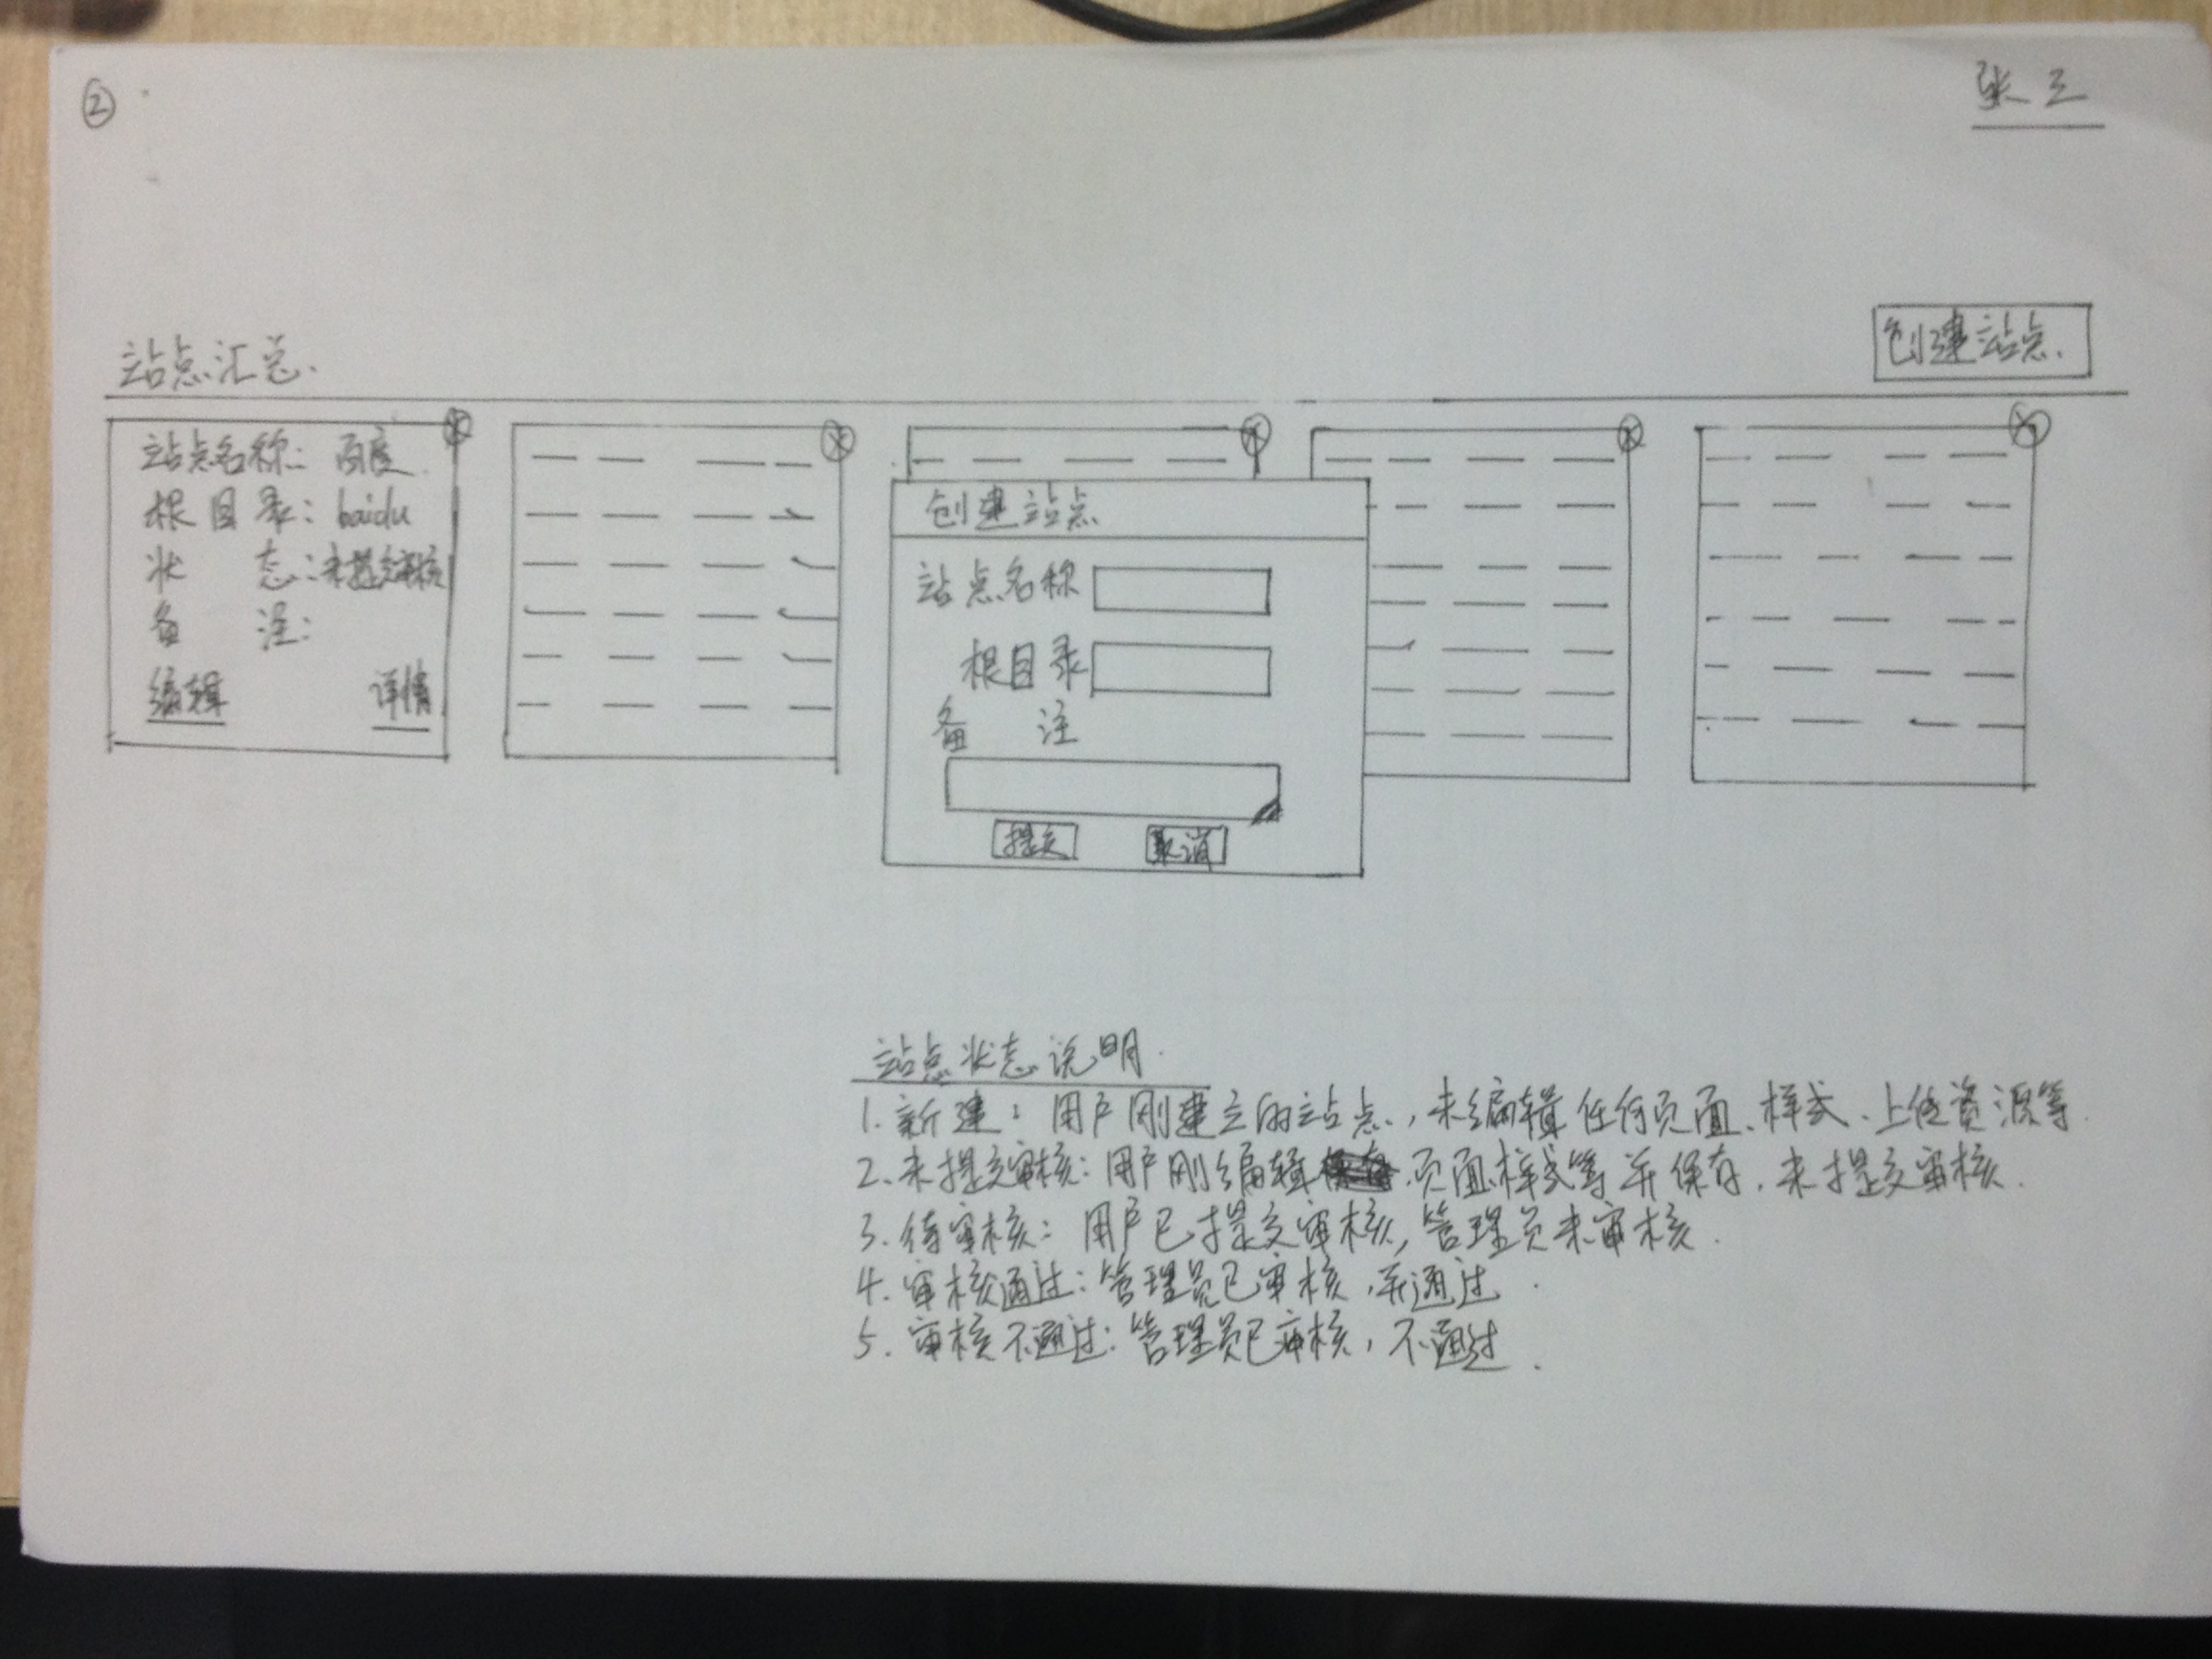 ②
张三
站点汇总.
创建站点.
站点名称: 百度.
根目录: baidu
状 态: 未提交审核
备 注:
编辑 详情
创建站点
站点名称
根目录
备 注
提交 取消
站点状态说明.
1. 新建: 用户刚建立的站点, 未编辑任何页面、样式、上传资源等.
2. 未提交审核: 用户刚编辑页面样式等并保存, 未提交审核.
3. 待审核: 用户已提交审核, 管理员未审核.
4. 审核通过: 管理员已审核, 并通过.
5. 审核不通过: 管理员已审核, 不通过.